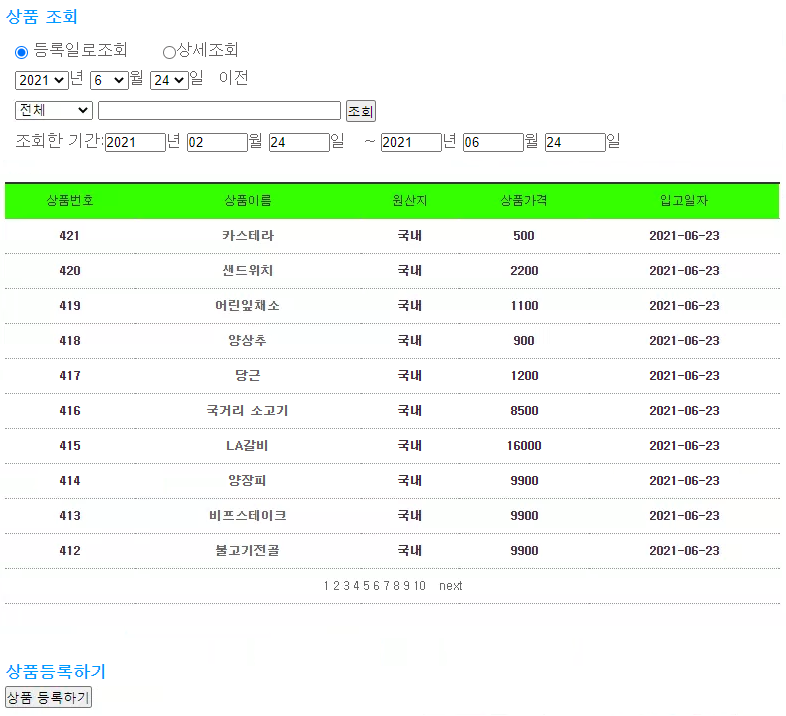 상품 조회
등록일로조회 상세조회
2021 년 6 월 24 일 이전
전체 조회
조회한 기간:2021 년 02 월 24 일 ~ 2021 년 06 월 24 일
상품번호 상품이름 원산지 상품가격 입고일자
421 카스테라 국내 500 2021-06-23
420 샌드위치 국내 2200 2021-06-23
419 어린잎채소 국내 1100 2021-06-23
418 양상추 국내 900 2021-06-23
417 당근 국내 1200 2021-06-23
416 국거리 소고기 국내 8500 2021-06-23
415 LA갈비 국내 16000 2021-06-23
414 양장피 국내 9900 2021-06-23
413 비프스테이크 국내 9900 2021-06-23
412 불고기전골 국내 9900 2021-06-23
1 2 3 4 5 6 7 8 9 10 next
상품등록하기
상품 등록하기